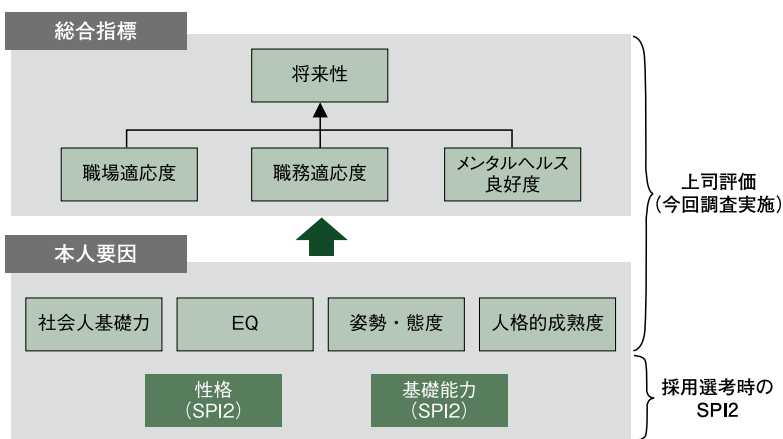 総合指標
将来性
職場適応度
職務適応度
メンタルヘルス
良好度
上司評価
(今回調査実施)
本人要因
社会人基礎力
EQ
姿勢・態度
人格的成熟度
性格
(SPI2)
基礎能力
(SPI2)
採用選考時の
SPI2